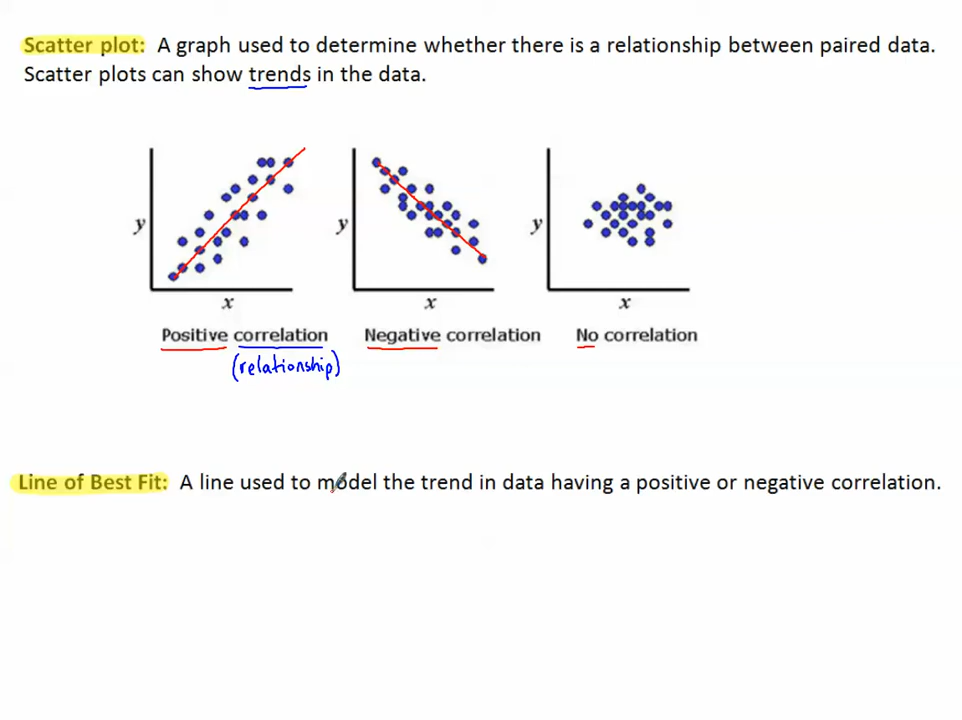 Scatter plot: A graph used to determine whether there is a relationship between paired data.
Scatter plots can show trends in the data.
y
y
y
x
x
x
Positive correlation
Negative correlation
No correlation
(relationship)
Line of Best Fit: A line used to model the trend in data having a positive or negative correlation.